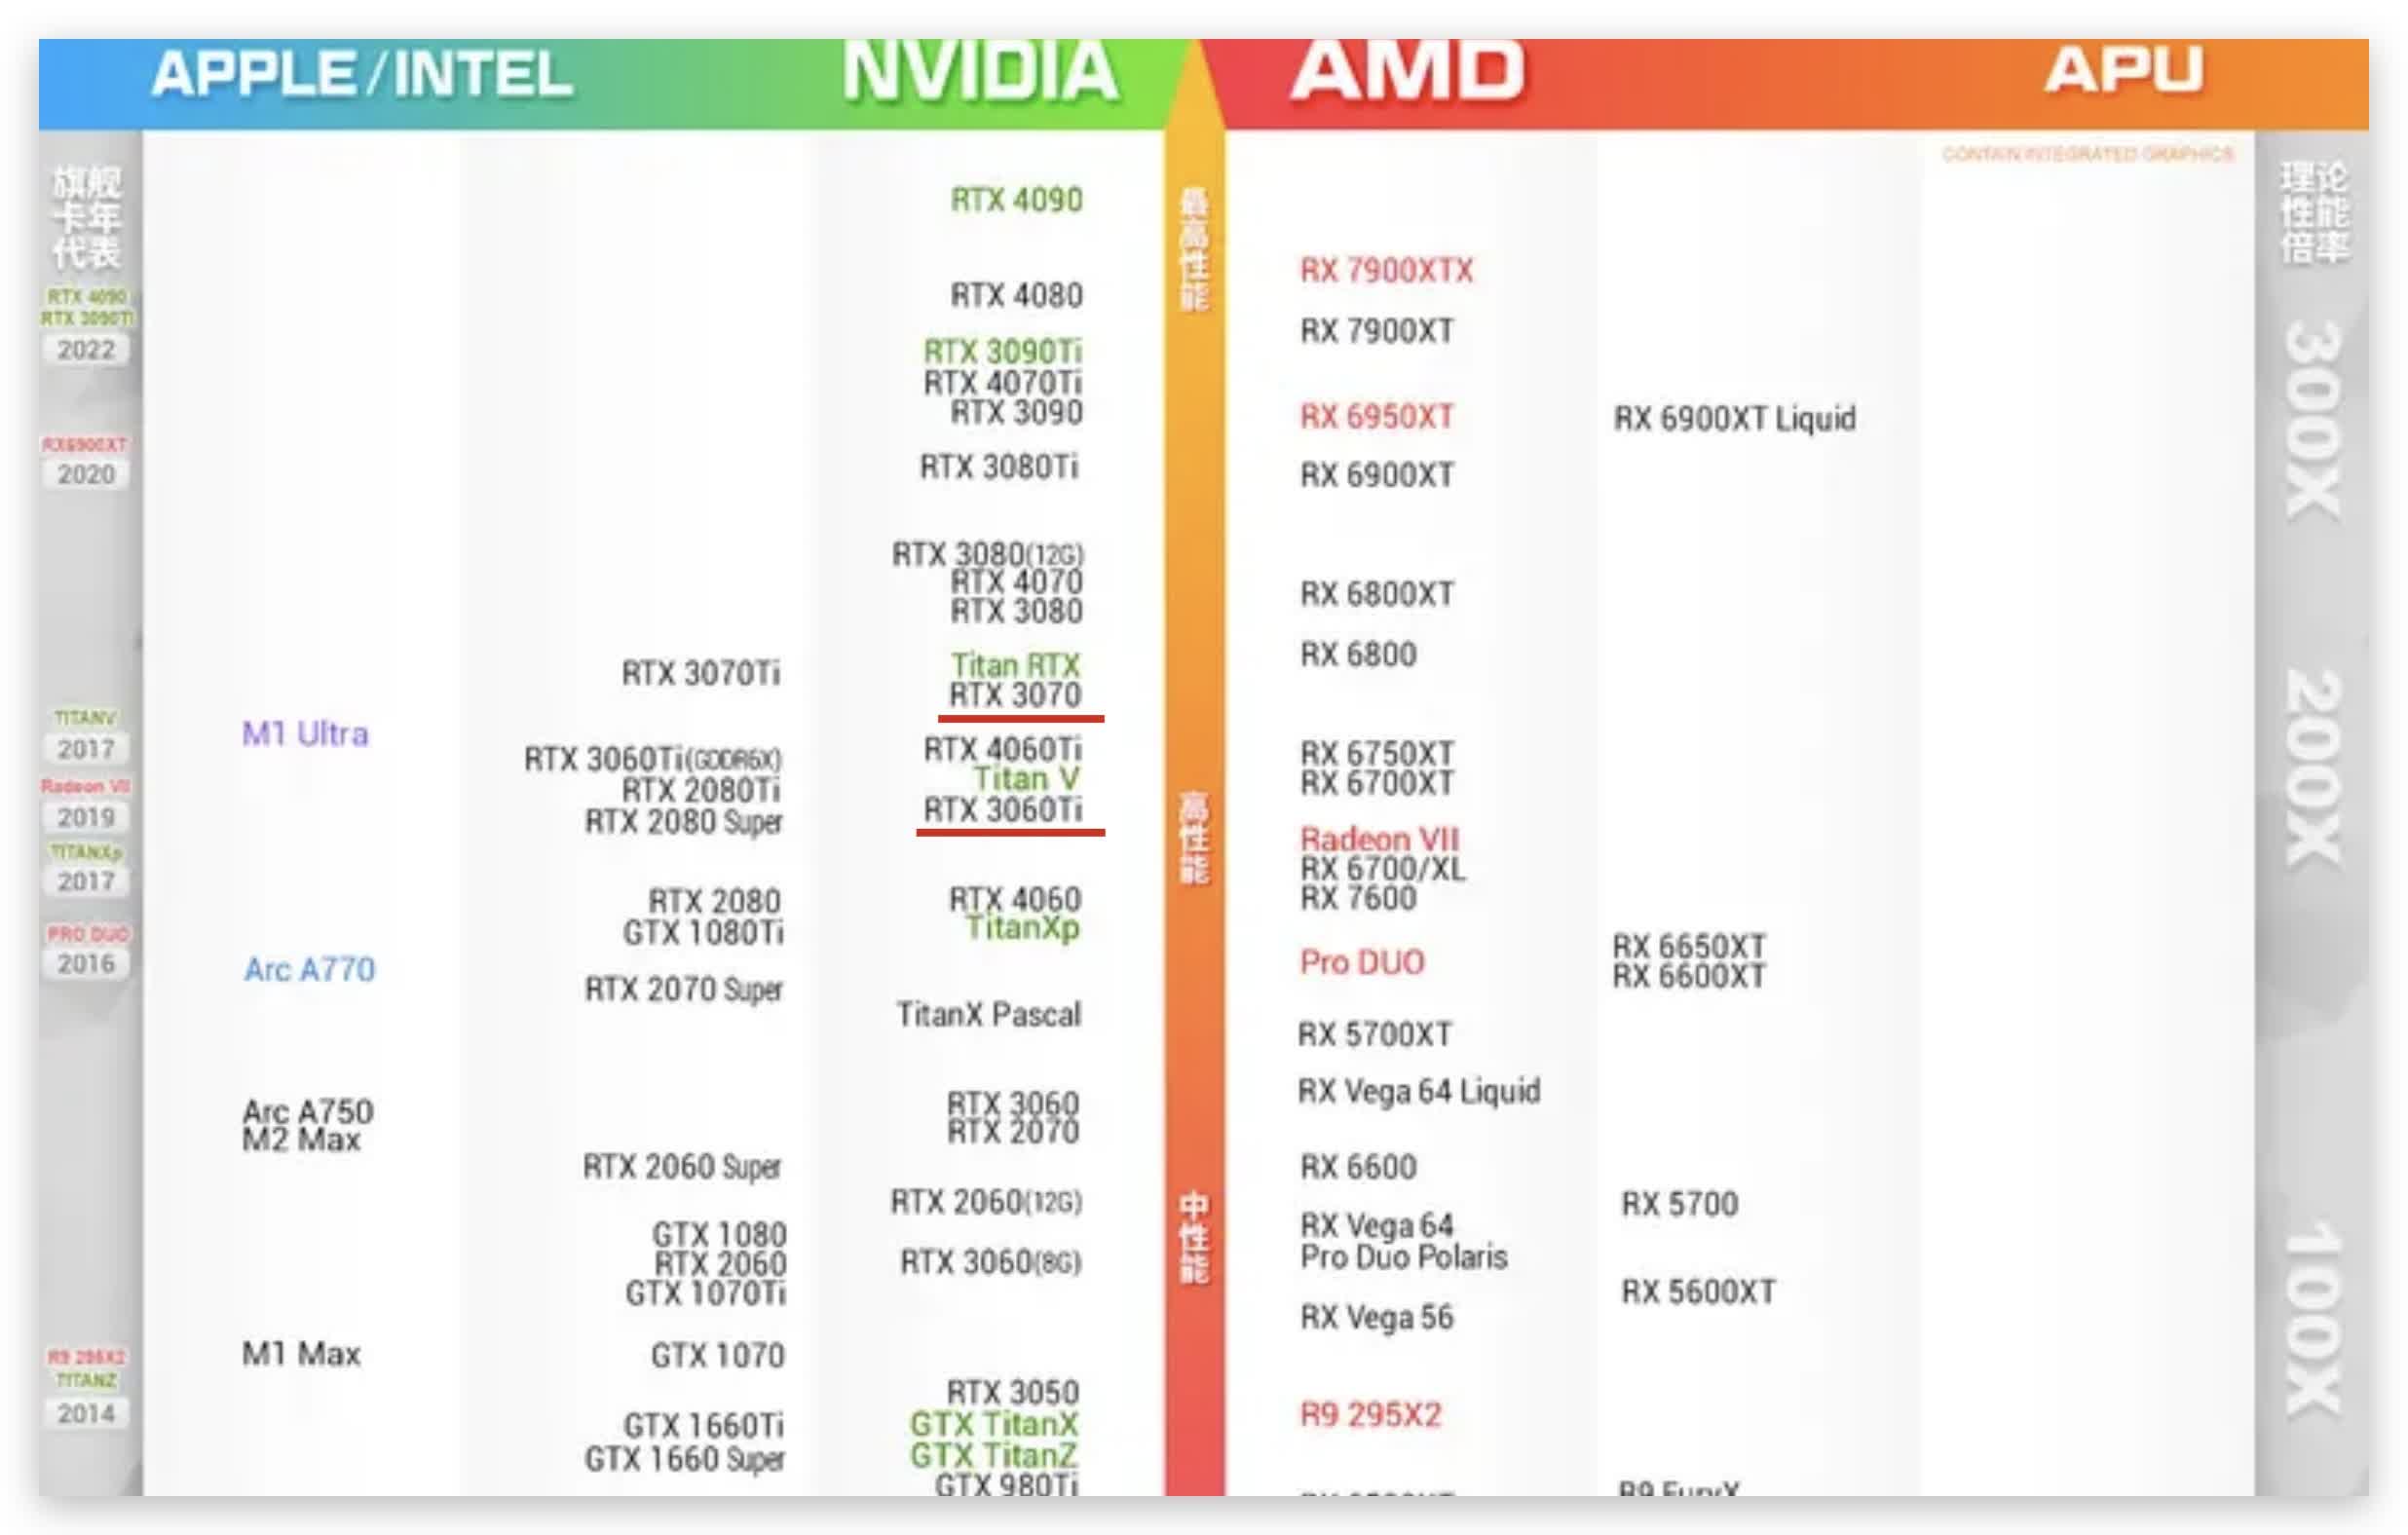 APPLE/INTEL
NVIDIA
AMD
APU
CONTAIN INTEGRATED GRAPHICS
旗舰
卡年
代表
RTX 4090
RTX 3090Ti
2022
RX6900XT
2020
TITANV
2017
Radeon VII
2019
TITANXp
2017
PRO DUO
2016
R9 295X2
TITANZ
2014
M1 Ultra
Arc A770
Arc A750
M2 Max
M1 Max
RTX 3070Ti
RTX 3060Ti(GDDR6X)
RTX 2080Ti
RTX 2080 Super
RTX 2080
GTX 1080Ti
RTX 2070 Super
RTX 2060 Super
GTX 1080
RTX 2060
GTX 1070Ti
GTX 1070
GTX 1660Ti
GTX 1660 Super
RTX 4090
RTX 4080
RTX 3090Ti
RTX 4070Ti
RTX 3090
RTX 3080Ti
RTX 3080(12G)
RTX 4070
RTX 3080
Titan RTX
RTX 3070
RTX 4060Ti
Titan V
RTX 3060Ti
RTX 4060
TitanXp
TitanX Pascal
RTX 3060
RTX 2070
RTX 2060(12G)
RTX 3060(8G)
RTX 3050
GTX TitanX
GTX TitanZ
GTX 980Ti
最高性能
高性能
中性能
RX 7900XTX
RX 7900XT
RX 6950XT
RX 6900XT
RX 6800XT
RX 6800
RX 6750XT
RX 6700XT
Radeon VII
RX 6700/XL
RX 7600
Pro DUO
RX 5700XT
RX Vega 64 Liquid
RX 6600
RX Vega 64
Pro Duo Polaris
RX Vega 56
R9 295X2
RX 6900XT Liquid
RX 6650XT
RX 6600XT
RX 5700
RX 5600XT
R9 FuryX
理论
性能
倍率
300X
200X
100X